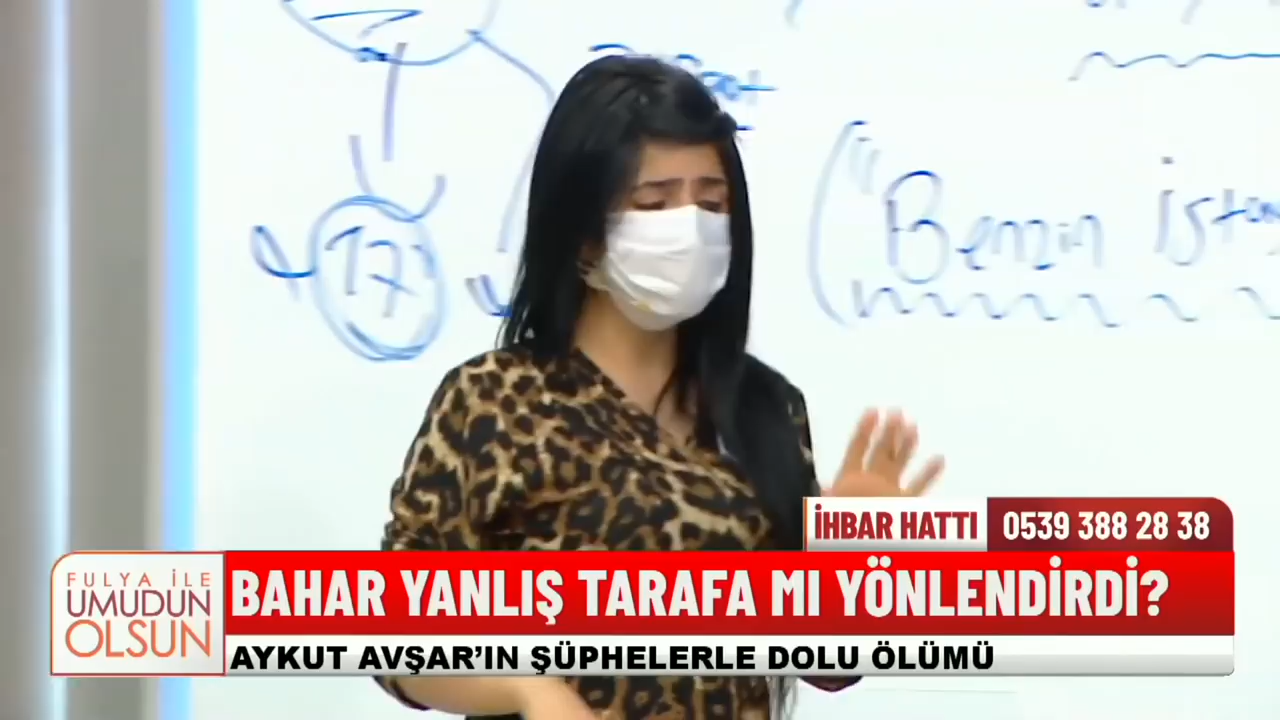 17
"Benzin
İHBAR HATTI 0539 388 28 38
FULYA İLE
UMUDUN
OLSUN
BAHAR YANLIŞ TARAFA MI YÖNLENDİRDİ?
AYKUT AVŞAR'IN ŞÜPHELERLE DOLU ÖLÜMÜ